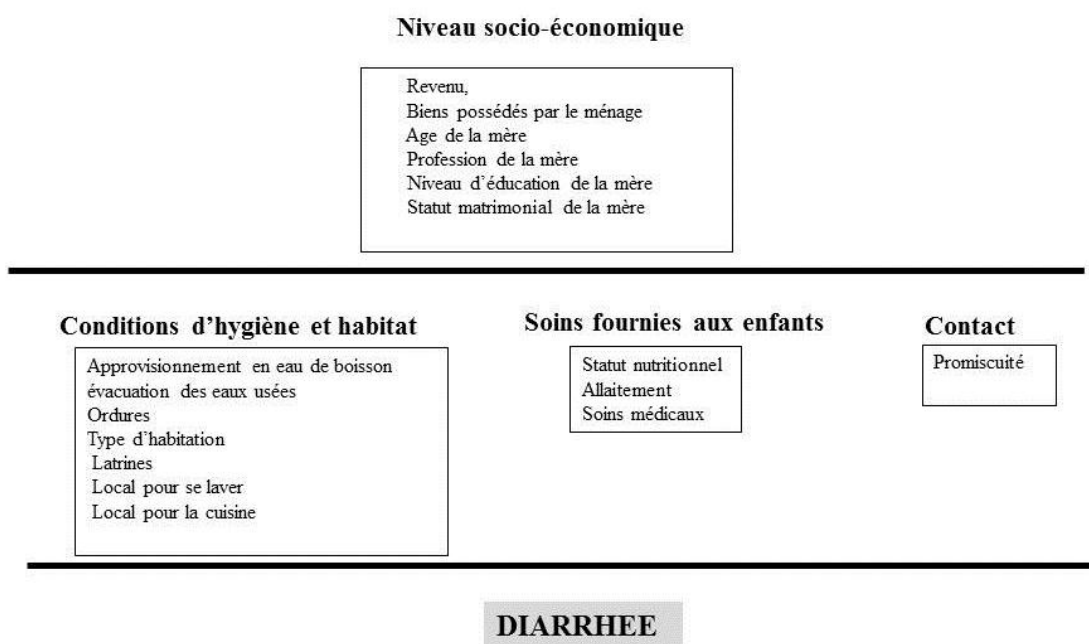 Niveau socio-économique
Revenu,
Biens possédés par le ménage
Age de la mère
Profession de la mère
Niveau d'éducation de la mère
Statut matrimonial de la mère
Conditions d'hygiène et habitat
Approvisionnement en eau de boisson
évacuation des eaux usées
Ordures
Type d'habitation
Latrines
Local pour se laver
Local pour la cuisine
Soins fournies aux enfants
Statut nutritionnel
Allaitement
Soins médicaux
Contact
Promiscuité
DIARRHEE